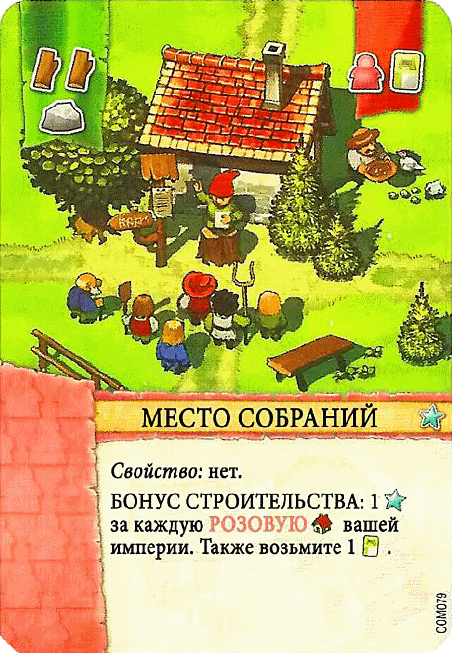 МЕСТО СОБРАНИЙ
Свойство: нет.
БОНУС СТРОИТЕЛЬСТВА: 1
за каждую РОЗОВУЮ вашей
империи. Также возьмите 1 .
COM079